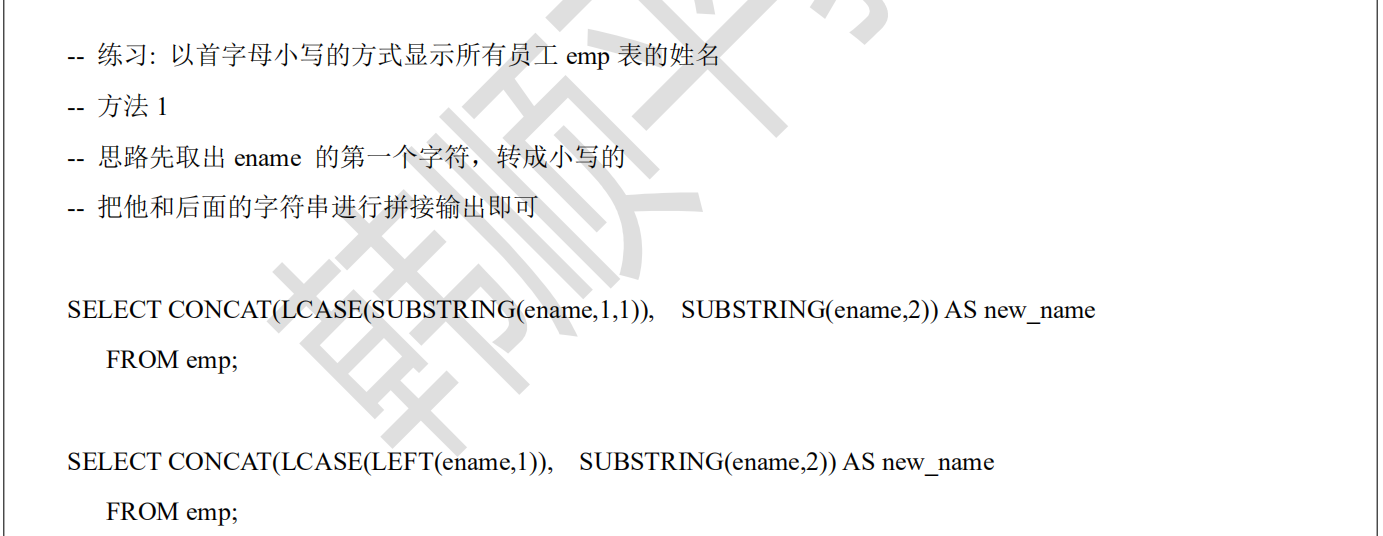 -- 练习: 以首字母小写的方式显示所有员工 emp 表的姓名
-- 方法 1
-- 思路先取出 ename 的第一个字符，转成小写的
-- 把他和后面的字符串进行拼接输出即可
SELECT CONCAT(LCASE(SUBSTRING(ename,1,1)), SUBSTRING(ename,2)) AS new_name
FROM emp;
SELECT CONCAT(LCASE(LEFT(ename,1)), SUBSTRING(ename,2)) AS new_name
FROM emp;
韩顺平